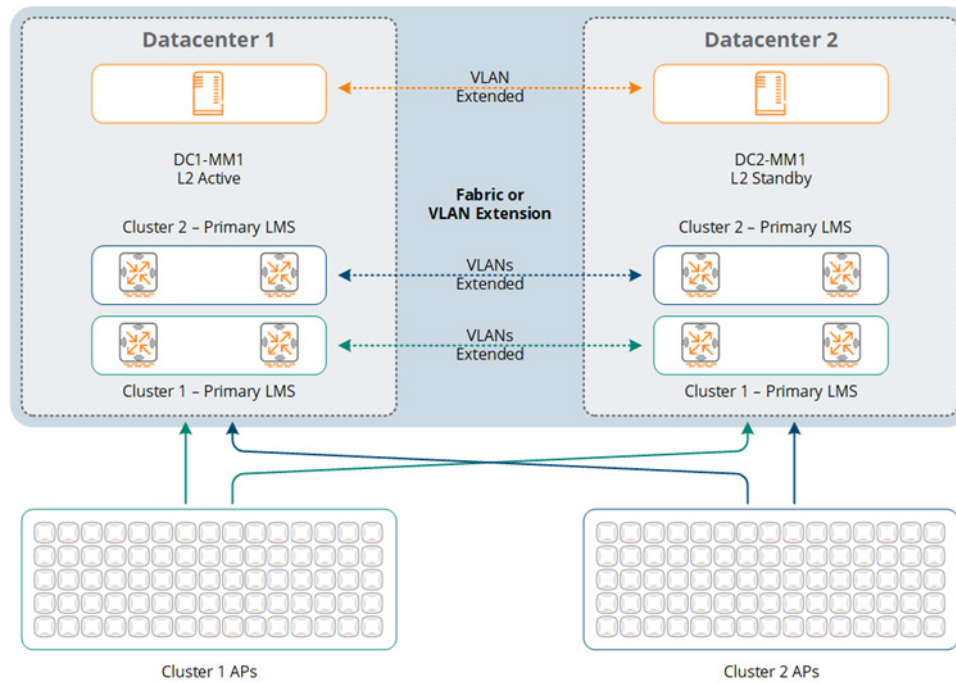 Datacenter 1
Datacenter 2
VLAN
Extended
DC1-MM1
L2 Active
DC2-MM1
L2 Standby
Fabric or
VLAN Extension
Cluster 2 – Primary LMS
Cluster 2 – Primary LMS
VLANs
Extended
VLANs
Extended
Cluster 1 – Primary LMS
Cluster 1 – Primary LMS
Cluster 1 APs
Cluster 2 APs